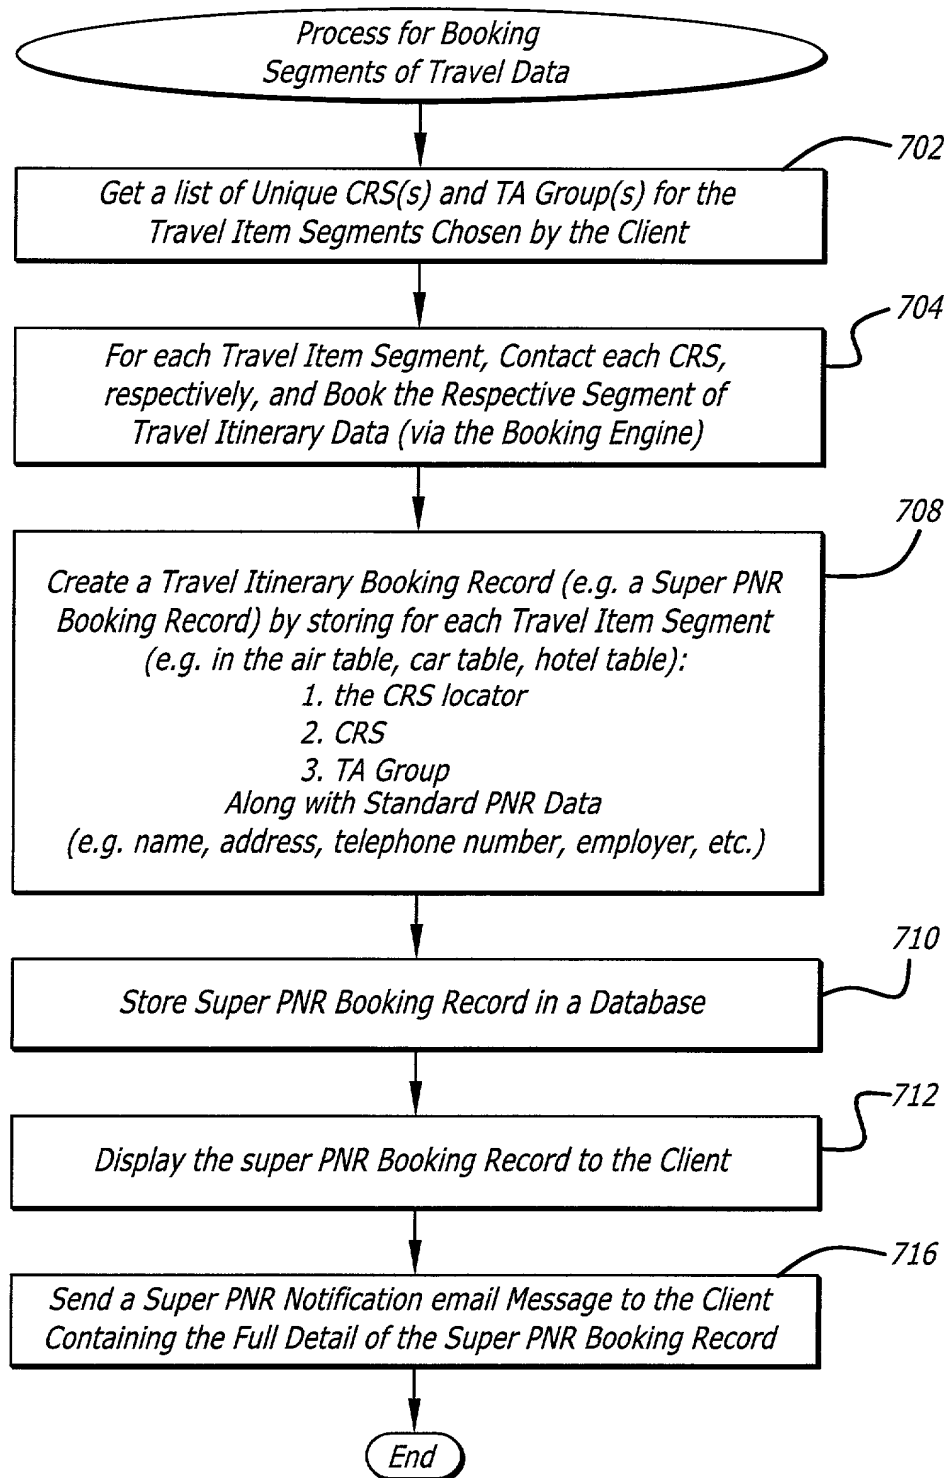 Process for Booking
Segments of Travel Data
702
Get a list of Unique CRS(s) and TA Group(s) for the
Travel Item Segments Chosen by the Client
704
For each Travel Item Segment, Contact each CRS,
respectively, and Book the Respective Segment of
Travel Itinerary Data (via the Booking Engine)
708
Create a Travel Itinerary Booking Record (e.g. a Super PNR
Booking Record) by storing for each Travel Item Segment
(e.g. in the air table, car table, hotel table):
1. the CRS locator
2. CRS
3. TA Group
Along with Standard PNR Data
(e.g. name, address, telephone number, employer, etc.)
710
Store Super PNR Booking Record in a Database
712
Display the super PNR Booking Record to the Client
716
Send a Super PNR Notification email Message to the Client
Containing the Full Detail of the Super PNR Booking Record
End